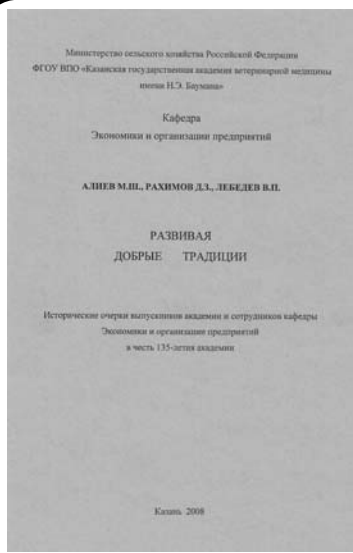 Министерство сельского хозяйства Российской Федерации
ФГОУ ВПО «Казанская государственная академия ветеринарной медицины
имени Н.Э. Баумана»
Кафедра
Экономики и организации предприятий
АЛИЕВ М.Ш., РАХИМОВ Д.З., ЛЕБЕДЕВ В.П.
РАЗВИВАЯ
ДОБРЫЕ ТРАДИЦИИ
Исторические очерки выпускников академии и сотрудников кафедры
Экономики и организации предприятий
в честь 135-летия академии
Казань 2008